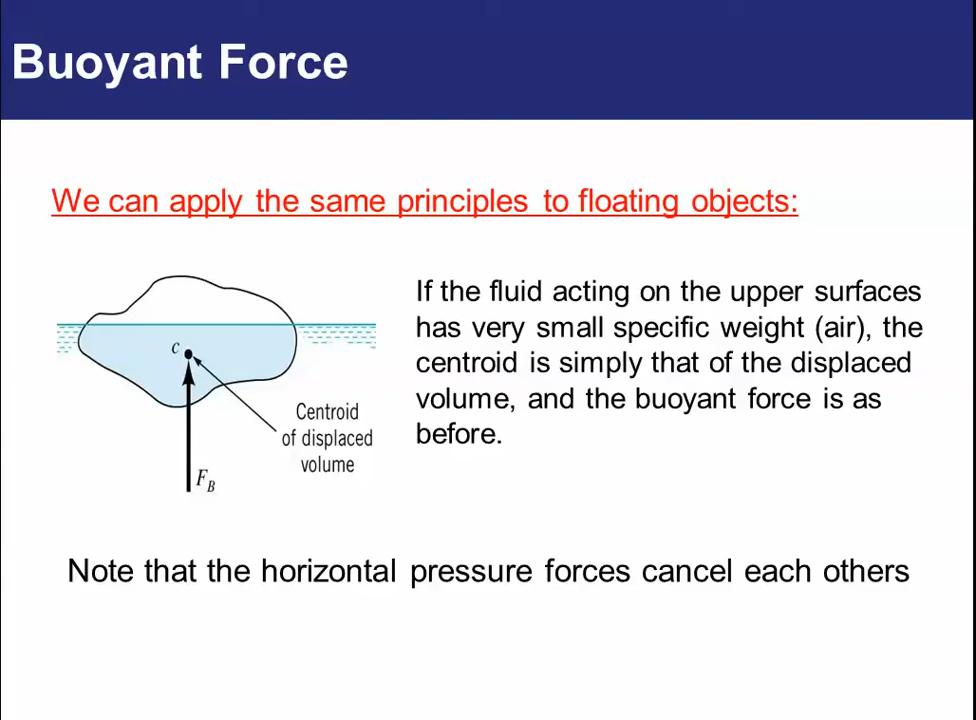 Buoyant Force
We can apply the same principles to floating objects:
If the fluid acting on the upper surfaces
has very small specific weight (air), the
centroid is simply that of the displaced
volume, and the buoyant force is as
before.
c
Centroid
of displaced
volume
F_B
Note that the horizontal pressure forces cancel each others